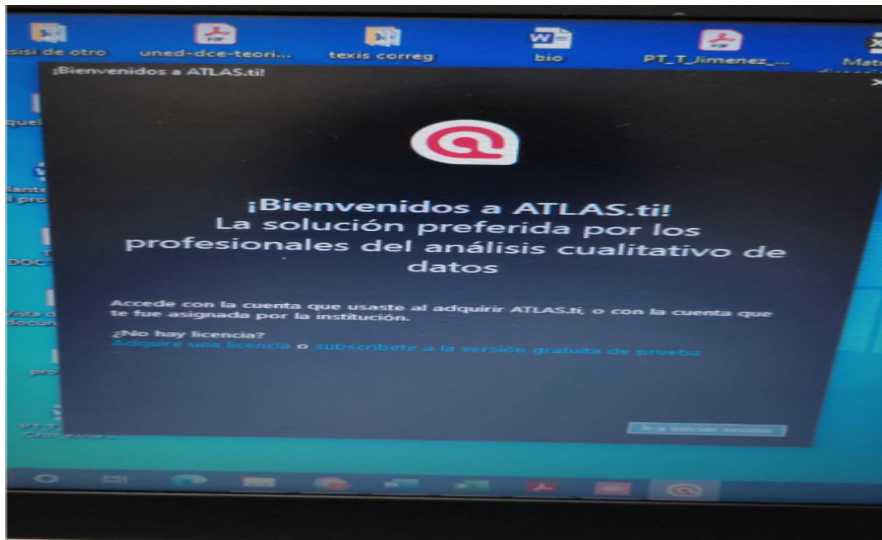 uned-dce-teori...
texis correg
bio
PT_T_Jimenez_...
de otro
¡Bienvenidos a ATLAS.ti!
¡Bienvenidos a ATLAS.ti!
La solución preferida por los
profesionales del análisis cualitativo de
datos
Accede con la cuenta que usaste al adquirir ATLAS.ti, o con la cuenta que
te fue asignada por la institución.
¿No hay licencia?
Adquiere una licencia o subscríbete a la versión gratuita de prueba
Ir a iniciar sesión